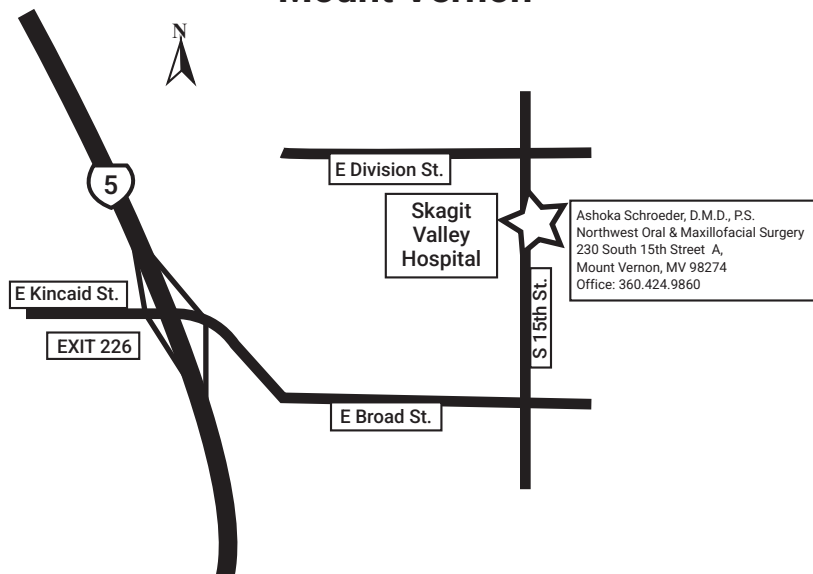 Mount Vernon
N
5
E Division St.
Skagit
Valley
Hospital
Ashoka Schroeder, D.M.D., P.S.
Northwest Oral & Maxillofacial Surgery
230 South 15th Street  A,
Mount Vernon, MV 98274
Office: 360.424.9860
E Kincaid St.
EXIT 226
S 15th St.
E Broad St.